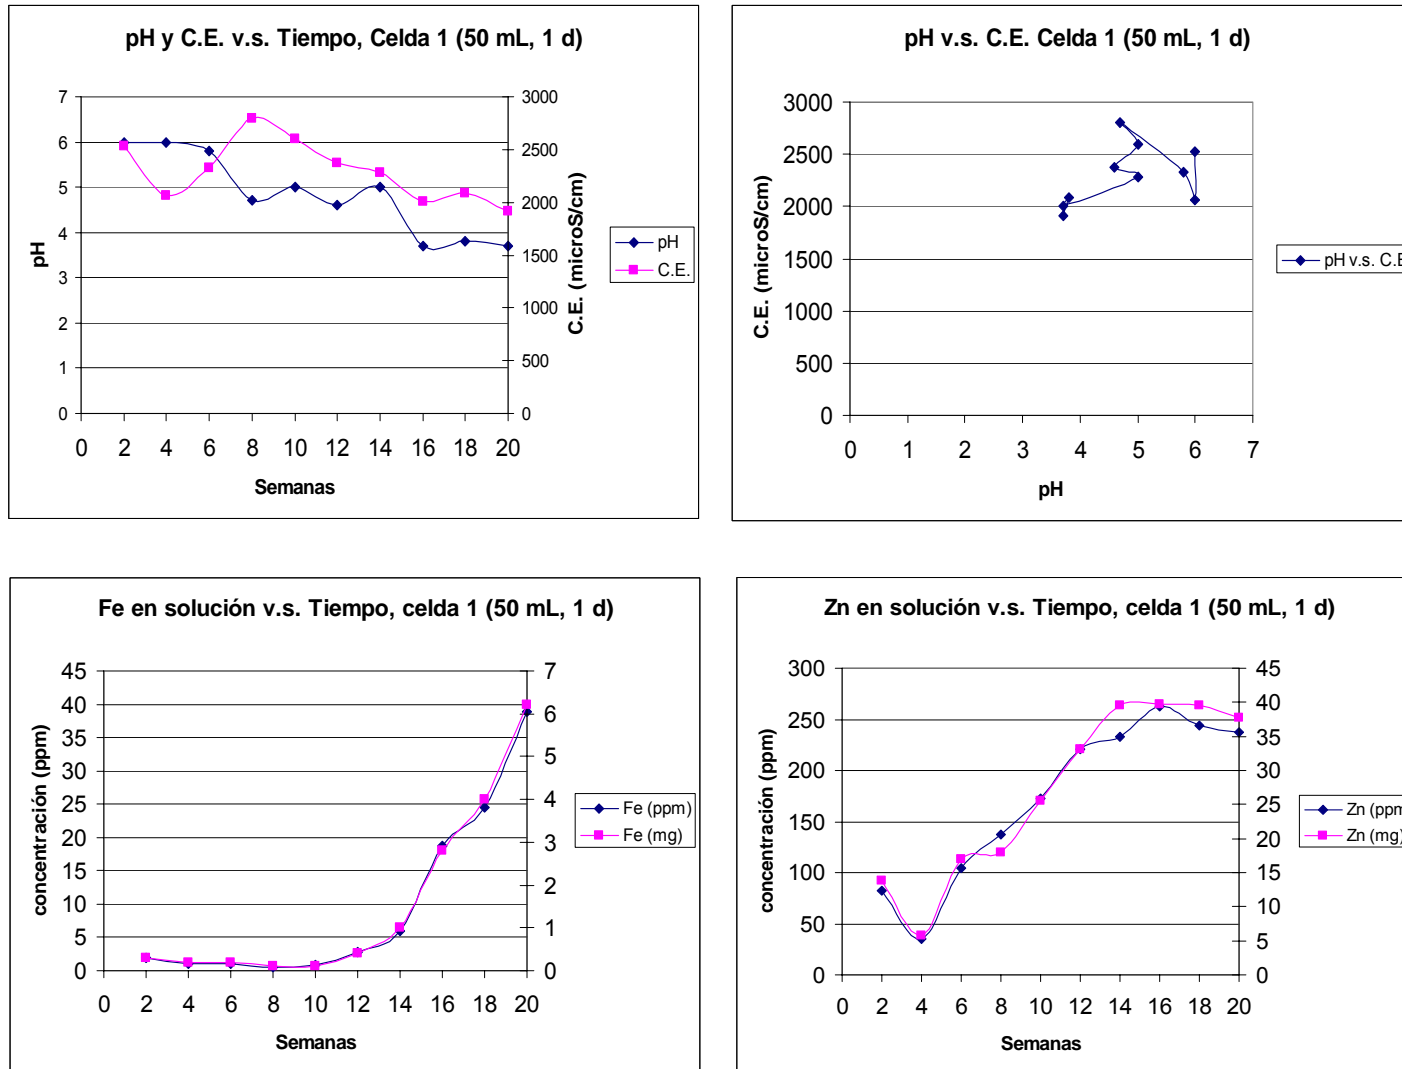 pH y C.E. v.s. Tiempo, Celda 1 (50 mL, 1 d)
pH
7
6
5
4
3
2
1
0
3000
2500
2000
1500
1000
500
0
C.E. (microS/cm)
0 2 4 6 8 10 12 14 16 18 20
Semanas
pH
C.E.
pH v.s. C.E. Celda 1 (50 mL, 1 d)
C.E. (microS/cm)
3000
2500
2000
1500
1000
500
0
0 1 2 3 4 5 6 7
pH
pH v.s. C.E
Fe en solución v.s. Tiempo, celda 1 (50 mL, 1 d)
concentración (ppm)
45
40
35
30
25
20
15
10
5
0
7
6
5
4
3
2
1
0
0 2 4 6 8 10 12 14 16 18 20
Semanas
Fe (ppm)
Fe (mg)
Zn en solución v.s. Tiempo, celda 1 (50 mL, 1 d)
concentración (ppm)
300
250
200
150
100
50
0
45
40
35
30
25
20
15
10
5
0
0 2 4 6 8 10 12 14 16 18 20
Semanas
Zn (ppm
Zn (mg)